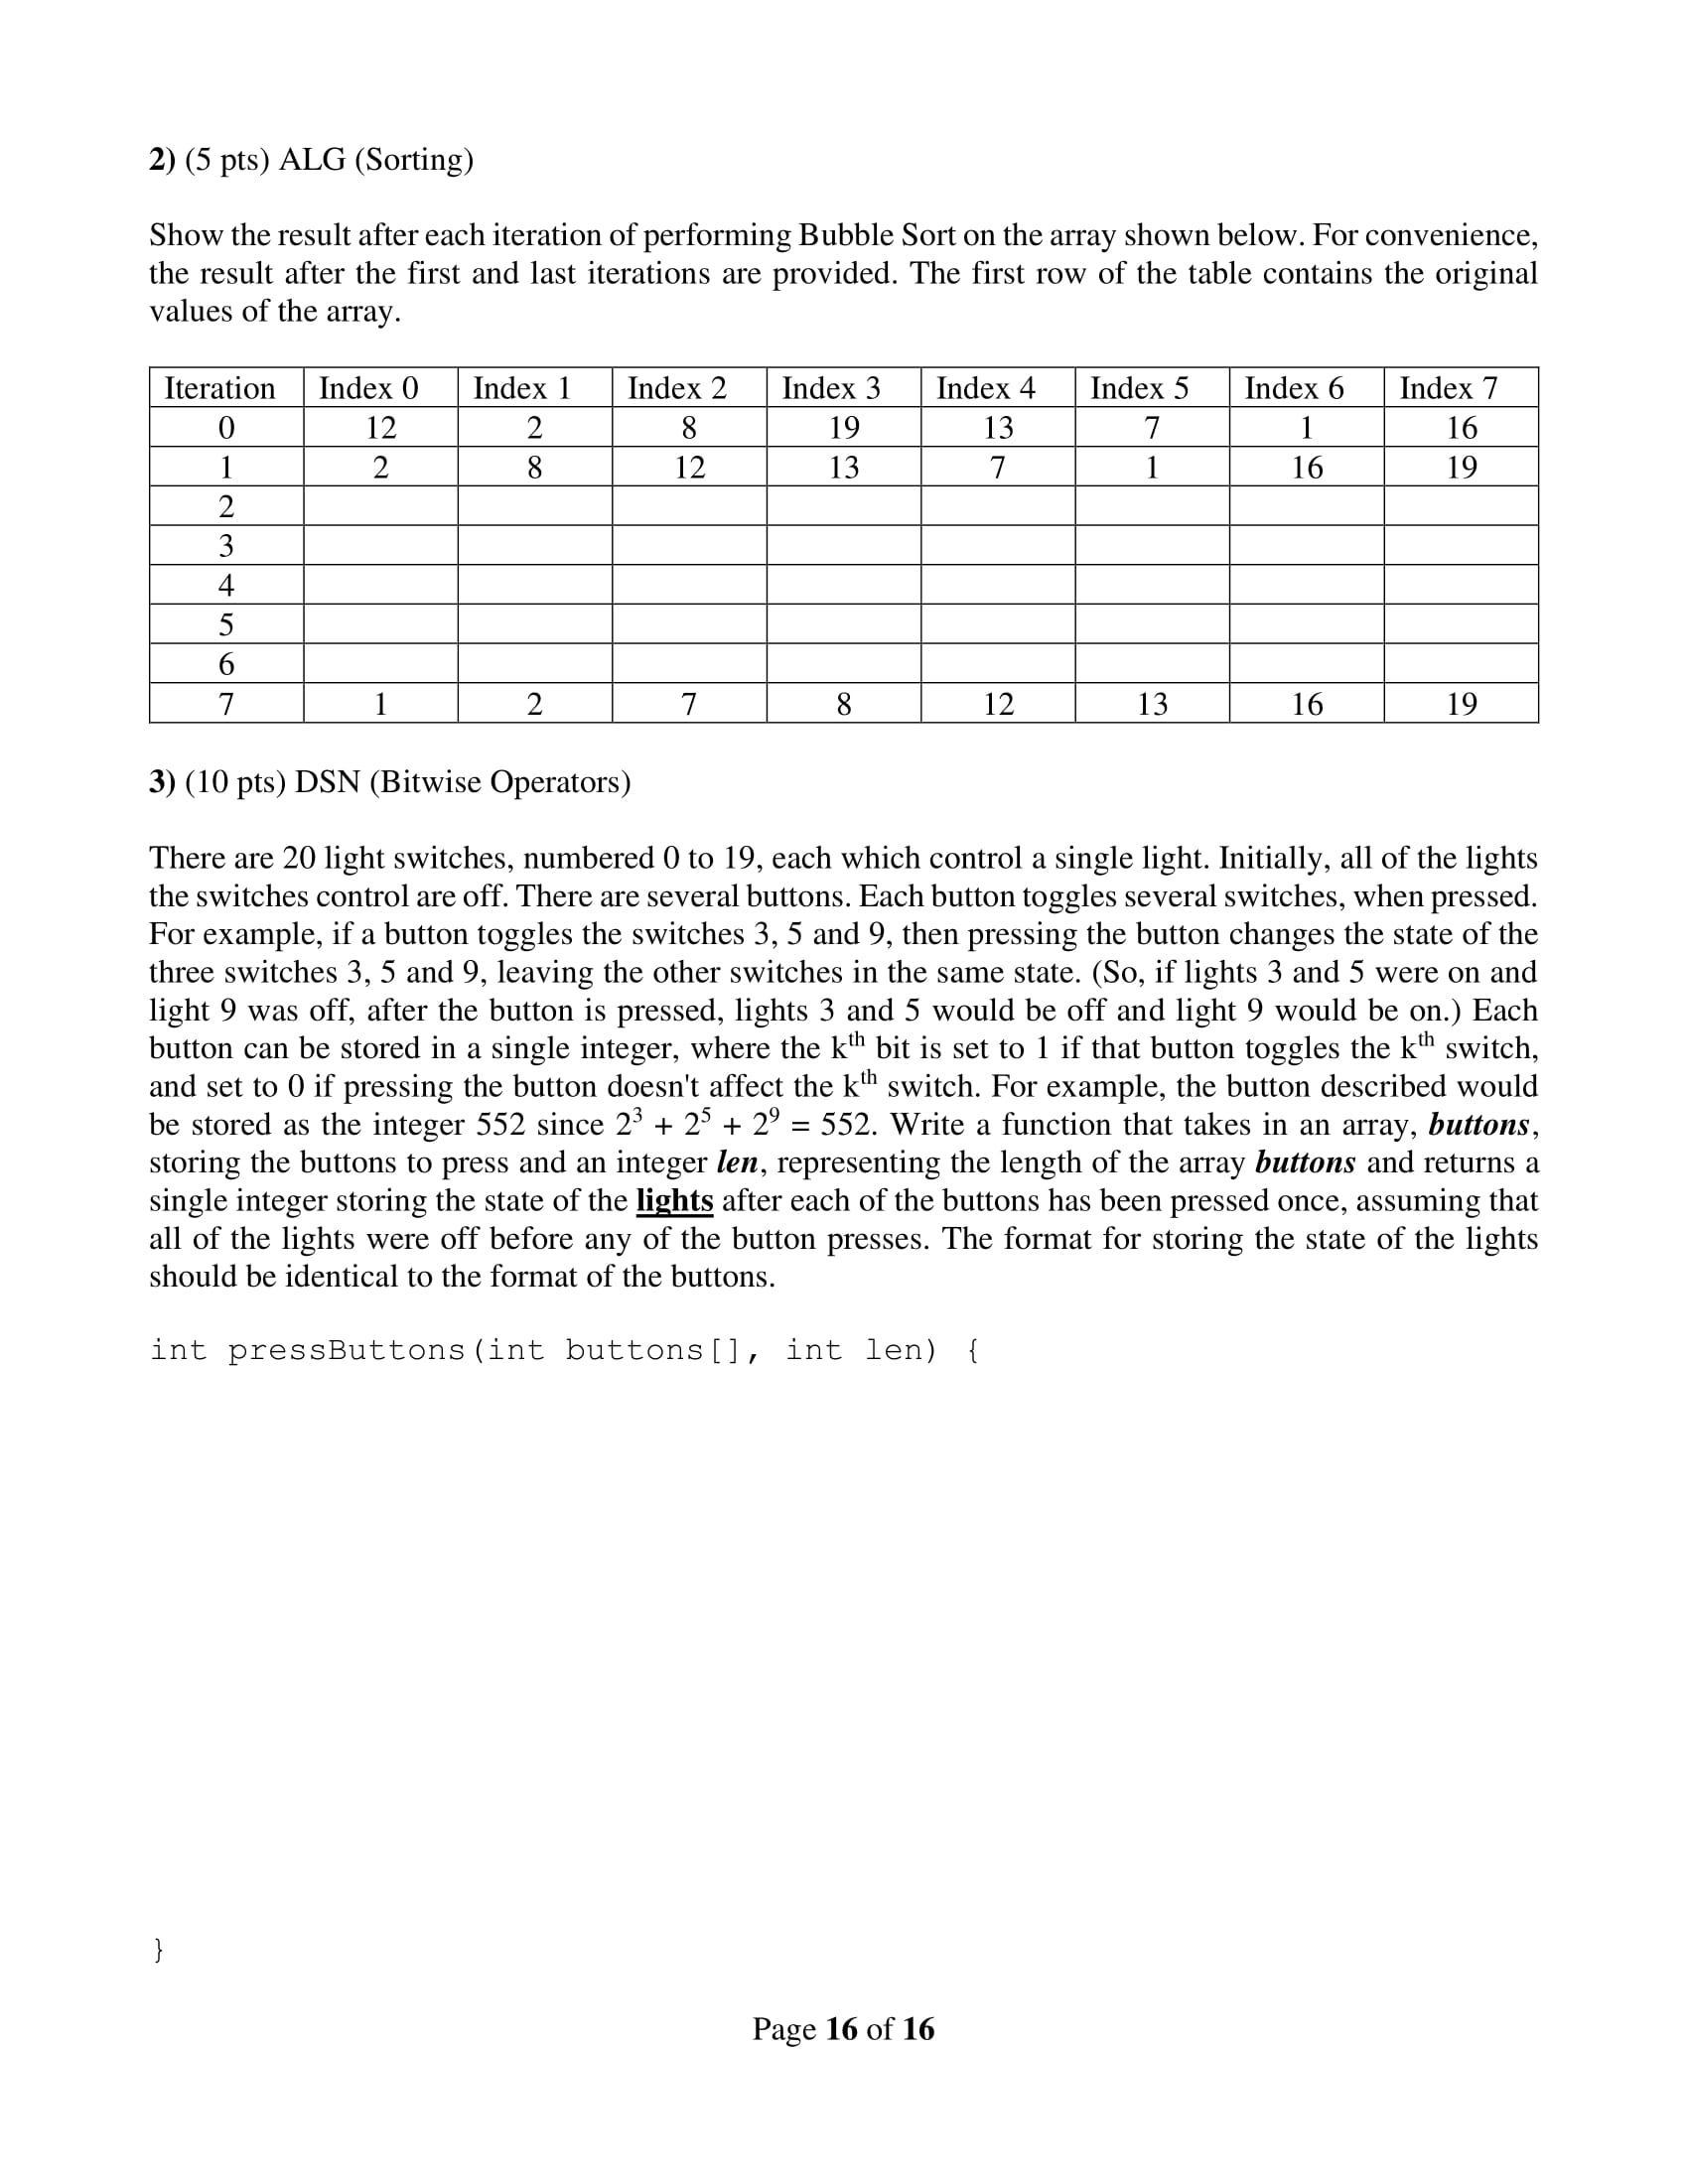 2) (5 pts) ALG (Sorting)
Show the result after each iteration of performing Bubble Sort on the array shown below. For convenience,
the result after the first and last iterations are provided. The first row of the table contains the original
values of the array.
Iteration Index 0 Index 1 Index 2 Index 3 Index 4 Index 5 Index 6 Index 7
0 12 2 8 19 13 7 1 16
1 2 8 12 13 7 1 16 19
2
3
4
5
6
7 1 2 7 8 12 13 16 19
3) (10 pts) DSN (Bitwise Operators)
There are 20 light switches, numbered 0 to 19, each which control a single light. Initially, all of the lights
the switches control are off. There are several buttons. Each button toggles several switches, when pressed.
For example, if a button toggles the switches 3, 5 and 9, then pressing the button changes the state of the
three switches 3, 5 and 9, leaving the other switches in the same state. (So, if lights 3 and 5 were on and
light 9 was off, after the button is pressed, lights 3 and 5 would be off and light 9 would be on.) Each
button can be stored in a single integer, where the kth bit is set to 1 if that button toggles the kth switch,
and set to 0 if pressing the button doesn't affect the kth switch. For example, the button described would
be stored as the integer 552 since 2³ + 2⁵ + 2⁹ = 552. Write a function that takes in an array, buttons,
storing the buttons to press and an integer len, representing the length of the array buttons and returns a
single integer storing the state of the lights after each of the buttons has been pressed once, assuming that
all of the lights were off before any of the button presses. The format for storing the state of the lights
should be identical to the format of the buttons.
int pressButtons(int buttons[], int len) {
}
Page 16 of 16